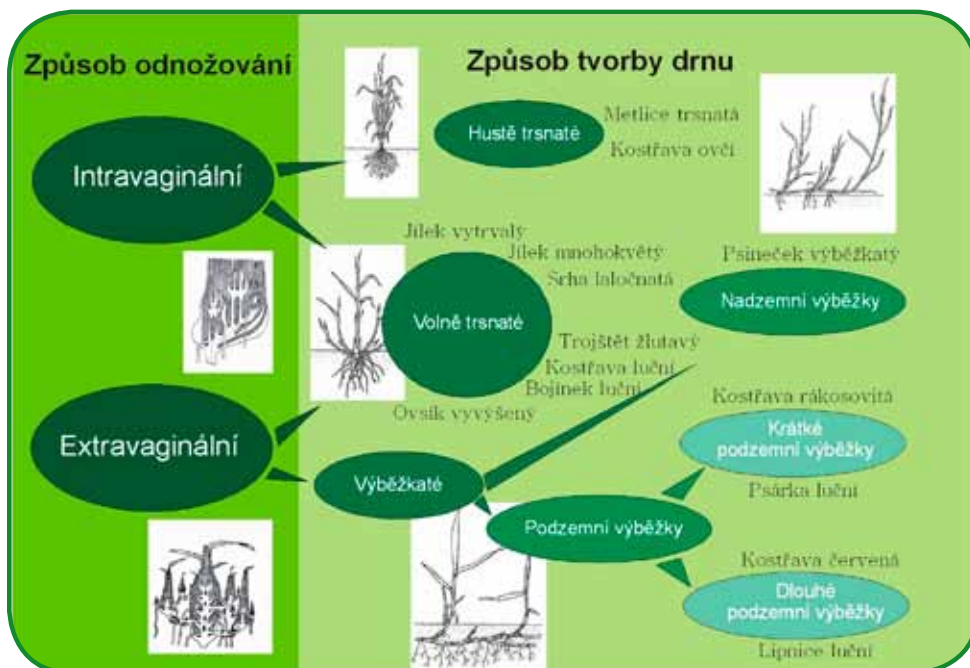 Způsob odnožování
Způsob tvorby drnu
Intravaginální
Hustě trsnaté
Metlice trsnatá
Kostřava ovčí
Jílek vytrvalý
Jílek mnohokvětý
Srha laločnatá
Volně trsnaté
Psineček výběžkatý
Nadzemní výběžky
Trojštět žlutavý
Kostřava luční
Bojínek luční
Ovsík vyvýšený
Extravaginální
Výběžkaté
Podzemní výběžky
Kostřava rákosovitá
Krátké
podzemní výběžky
Psárka luční
Kostřava červená
Dlouhé
podzemní výběžky
Lipnice luční